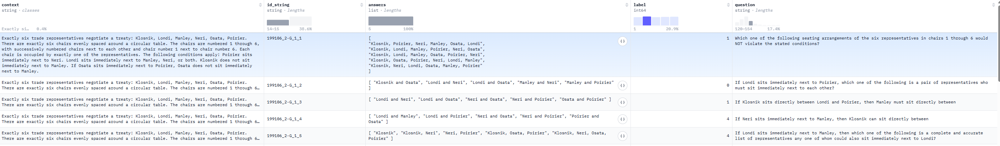 context
string · classes
Exactly si… 0.4%
id_string
string · lengths
14↔15 38.6%
answers
list · lengths
5 100%
label
int64
1 20.9%
question
string · lengths
120↔154 17.4%
Exactly six trade representatives negotiate a treaty: Klosnik, Londi, Manley, Neri, Osata, Poirier.
There are exactly six chairs evenly spaced around a circular table. The chairs are numbered 1 through 6,
with successively numbered chairs next to each other and chair number 1 next to chair number 6. Each
chair is occupied by exactly one of the representatives. The following conditions apply: Poirier sits
immediately next to Neri. Londi sits immediately next to Manley, Neri, or both. Klosnik does not sit
immediately next to Manley. If Osata sits immediately next to Poirier, Osata does not sit immediately
next to Manley.
199106_2-G_1_1
[
"Klosnik, Poirier, Neri, Manley, Osata, Londi",
"Klosnik, Londi, Manley, Poirier, Neri, Osata",
"Klosnik, Londi, Manley, Osata, Poirier, Neri",
"Klosnik, Osata, Poirier, Neri, Londi, Manley",
"Klosnik, Neri, Londi, Osata, Manley, Poirier"
]
{}
1
Which one of the following seating arrangements of the six representatives in chairs 1 through 6 would
NOT violate the stated conditions?
Exactly six trade representatives negotiate a treaty: Klosnik, Londi, Manley, Neri, Osata, Poirier.
There are exactly six chairs evenly spaced around a circular table. The chairs are numbered 1 through 6…
199106_2-G_1_2
[ "Klosnik and Osata", "Londi and Neri", "Londi and Osata", "Manley and Neri", "Manley and Poirier"
]
{}
0
If Londi sits immediately next to Poirier, which one of the following is a pair of representatives who
must sit immediately next to each other?
Exactly six trade representatives negotiate a treaty: Klosnik, Londi, Manley, Neri, Osata, Poirier.
There are exactly six chairs evenly spaced around a circular table. The chairs are numbered 1 through 6…
199106_2-G_1_3
[ "Londi and Neri", "Londi and Osata", "Neri and Osata", "Neri and Poirier", "Osata and Poirier" ]
{}
1
If Klosnik sits directly between Londi and Poirier, then Manley must sit directly between
Exactly six trade representatives negotiate a treaty: Klosnik, Londi, Manley, Neri, Osata, Poirier.
There are exactly six chairs evenly spaced around a circular table. The chairs are numbered 1 through 6…
199106_2-G_1_4
[ "Londi and Manley", "Londi and Poirier", "Neri and Osata", "Neri and Poirier", "Poirier and
Osata" ]
{}
4
If Neri sits immediately next to Manley, then Klosnik can sit directly between
Exactly six trade representatives negotiate a treaty: Klosnik, Londi, Manley, Neri, Osata, Poirier.
There are exactly six chairs evenly spaced around a circular table. The chairs are numbered 1 through 6…
199106_2-G_1_5
[ "Klosnik", "Klosnik, Neri", "Neri, Poirier", "Klosnik, Osata, Poirier", "Klosnik, Neri, Osata,
Poirier" ]
{}
4
If Londi sits immediately next to Manley, then which one of the following is a complete and accurate
list of representatives any one of whom could also sit immediately next to Londi?